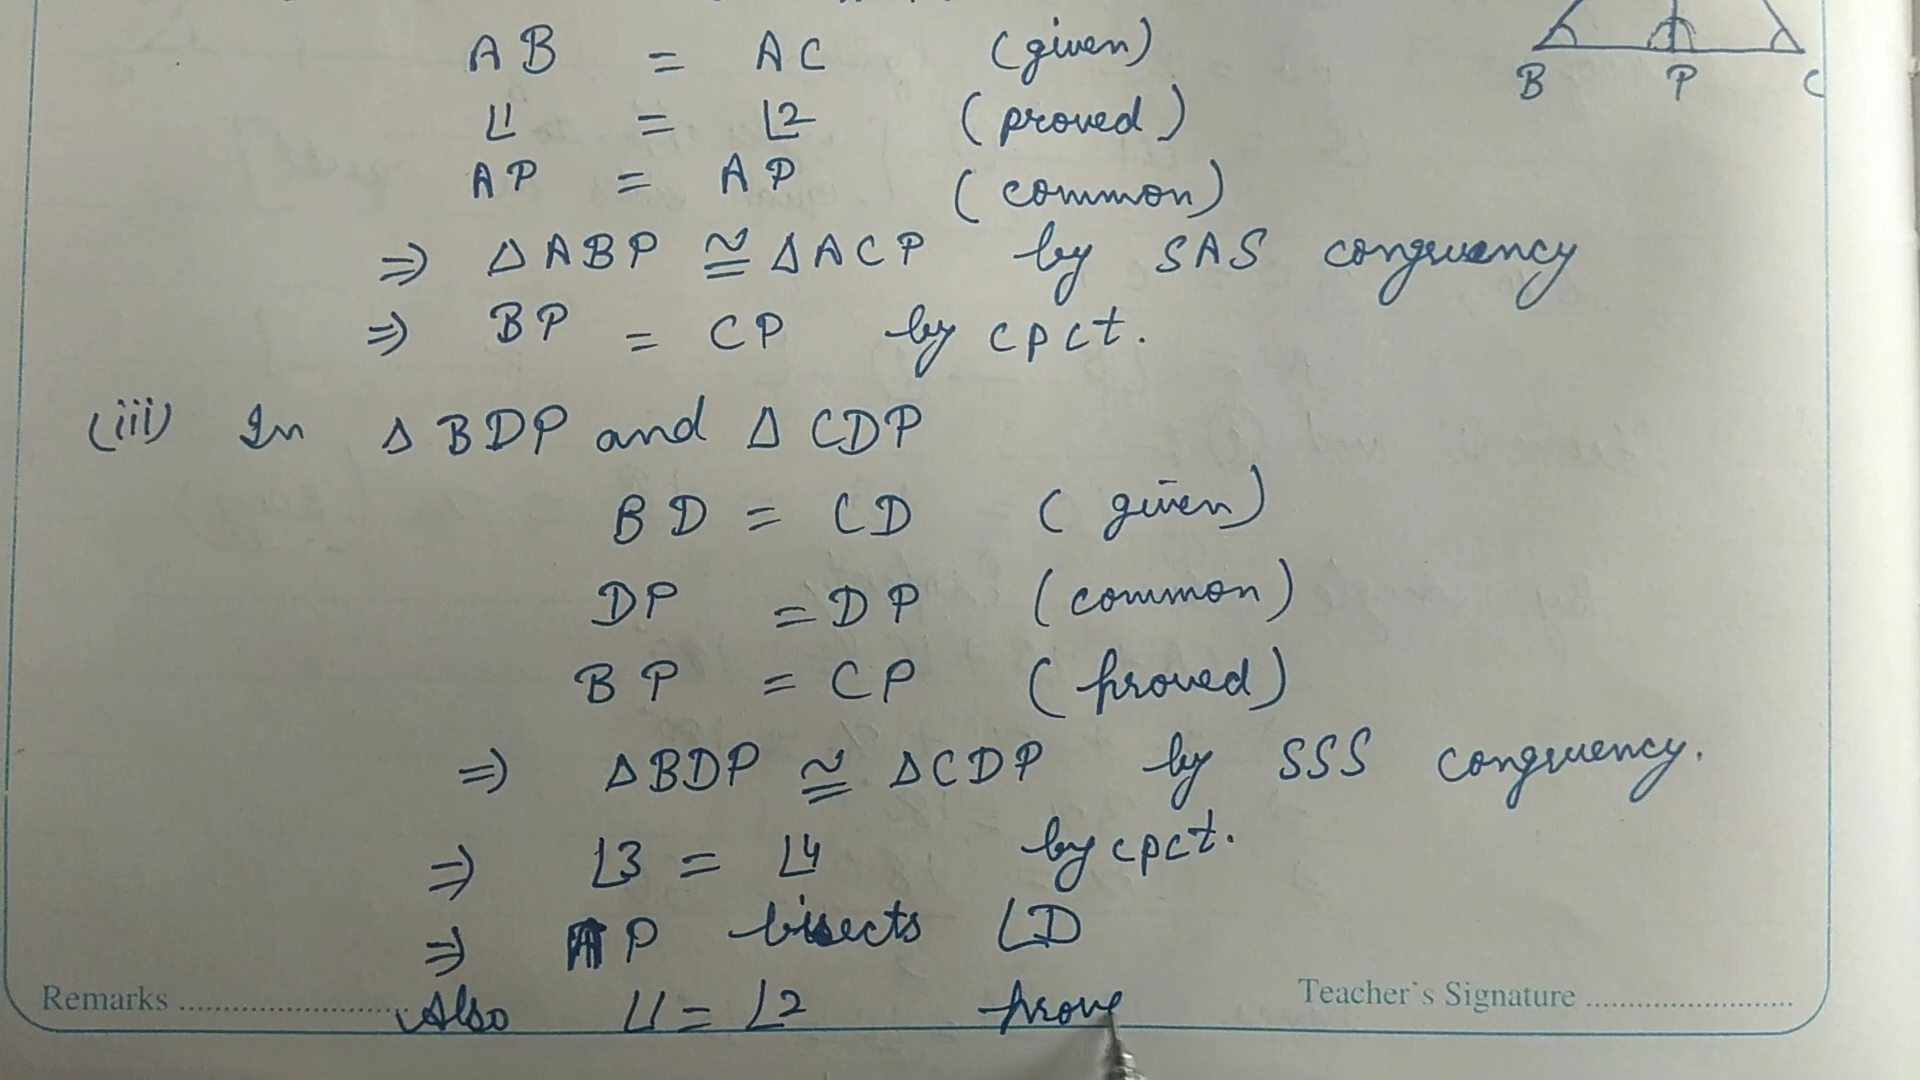 AB = AC (given)
∠1 = ∠2 (proved)
AP = AP (common)
⇒ ΔABP ≅ ΔACP by SAS congruency
⇒ BP = CP by cpct.
B P C
(iii) In Δ BDP and Δ CDP
BD = CD (given)
DP = DP (common)
BP = CP (proved)
⇒ ΔBDP ≅ ΔCDP by SSS congruency.
⇒ ∠3 = ∠4 by cpct.
⇒ AP bisects ∠D
Remarks Teacher's Signature
Also ∠1 = ∠2 prove